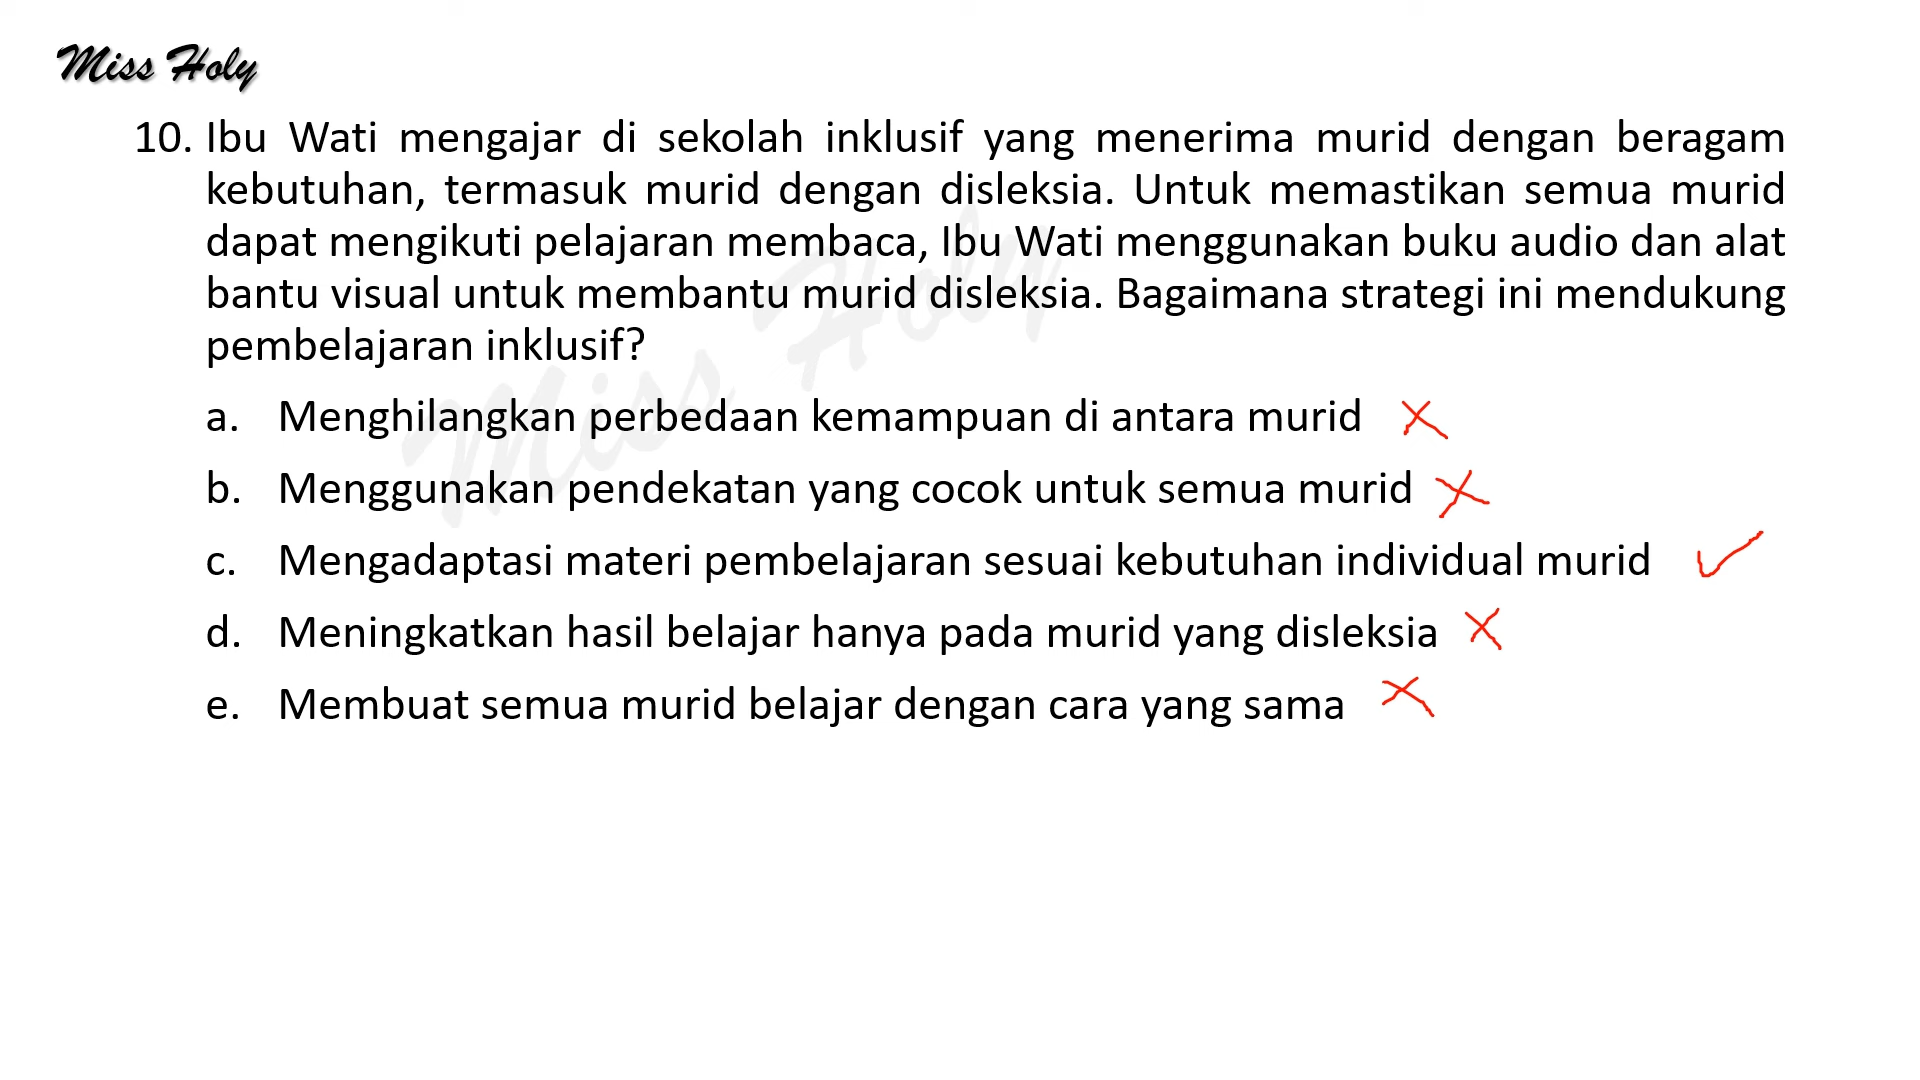 Miss Holy
10. Ibu Wati mengajar di sekolah inklusif yang menerima murid dengan beragam
kebutuhan, termasuk murid dengan disleksia. Untuk memastikan semua murid
dapat mengikuti pelajaran membaca, Ibu Wati menggunakan buku audio dan alat
bantu visual untuk membantu murid disleksia. Bagaimana strategi ini mendukung
pembelajaran inklusif?
a. Menghilangkan perbedaan kemampuan di antara murid
b. Menggunakan pendekatan yang cocok untuk semua murid
c. Mengadaptasi materi pembelajaran sesuai kebutuhan individual murid
d. Meningkatkan hasil belajar hanya pada murid yang disleksia
e. Membuat semua murid belajar dengan cara yang sama
Miss Holy